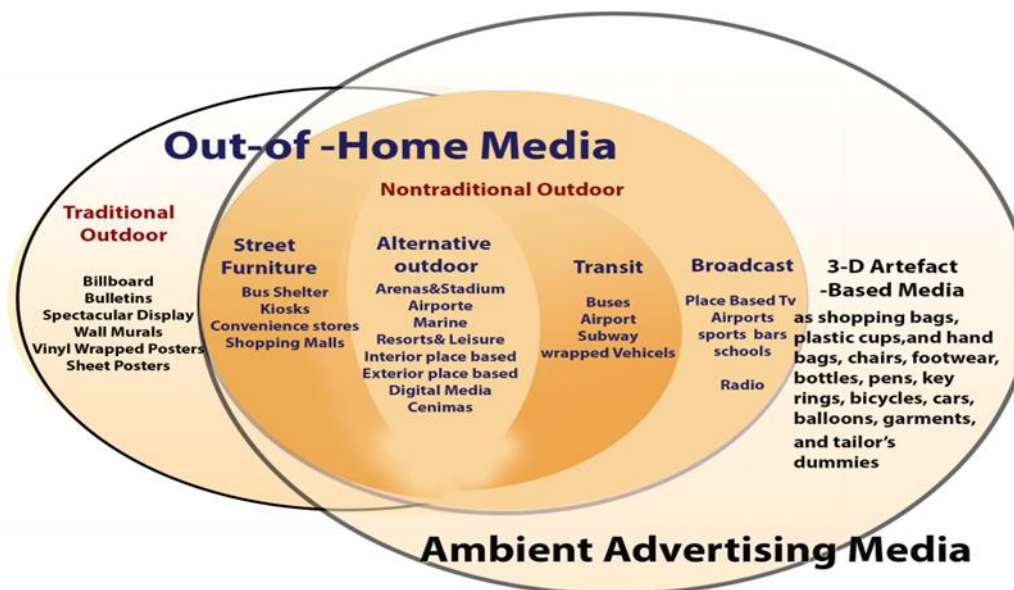 Out-of -Home Media
Nontraditional Outdoor
Traditional
Outdoor
Billboard
Bulletins
Spectacular Display
Wall Murals
Vinyl Wrapped Posters
Sheet Posters
Street
Furniture
Bus Shelter
Kiosks
Convenience stores
Shopping Malls
Alternative
outdoor
Arenas&Stadium
Airporte
Marine
Resorts& Leisure
Interior place based
Exterior place based
Digital Media
Cenimas
Transit
Buses
Airport
Subway
wrapped Vehicels
Broadcast
Place Based Tv
Airports
sports bars
schools
Radio
3-D Artefact
-Based Media
as shopping bags,
plastic cups,and hand
bags, chairs, footwear,
bottles, pens, key
rings, bicycles, cars,
balloons, garments,
and tailor's
dummies
Ambient Advertising Media